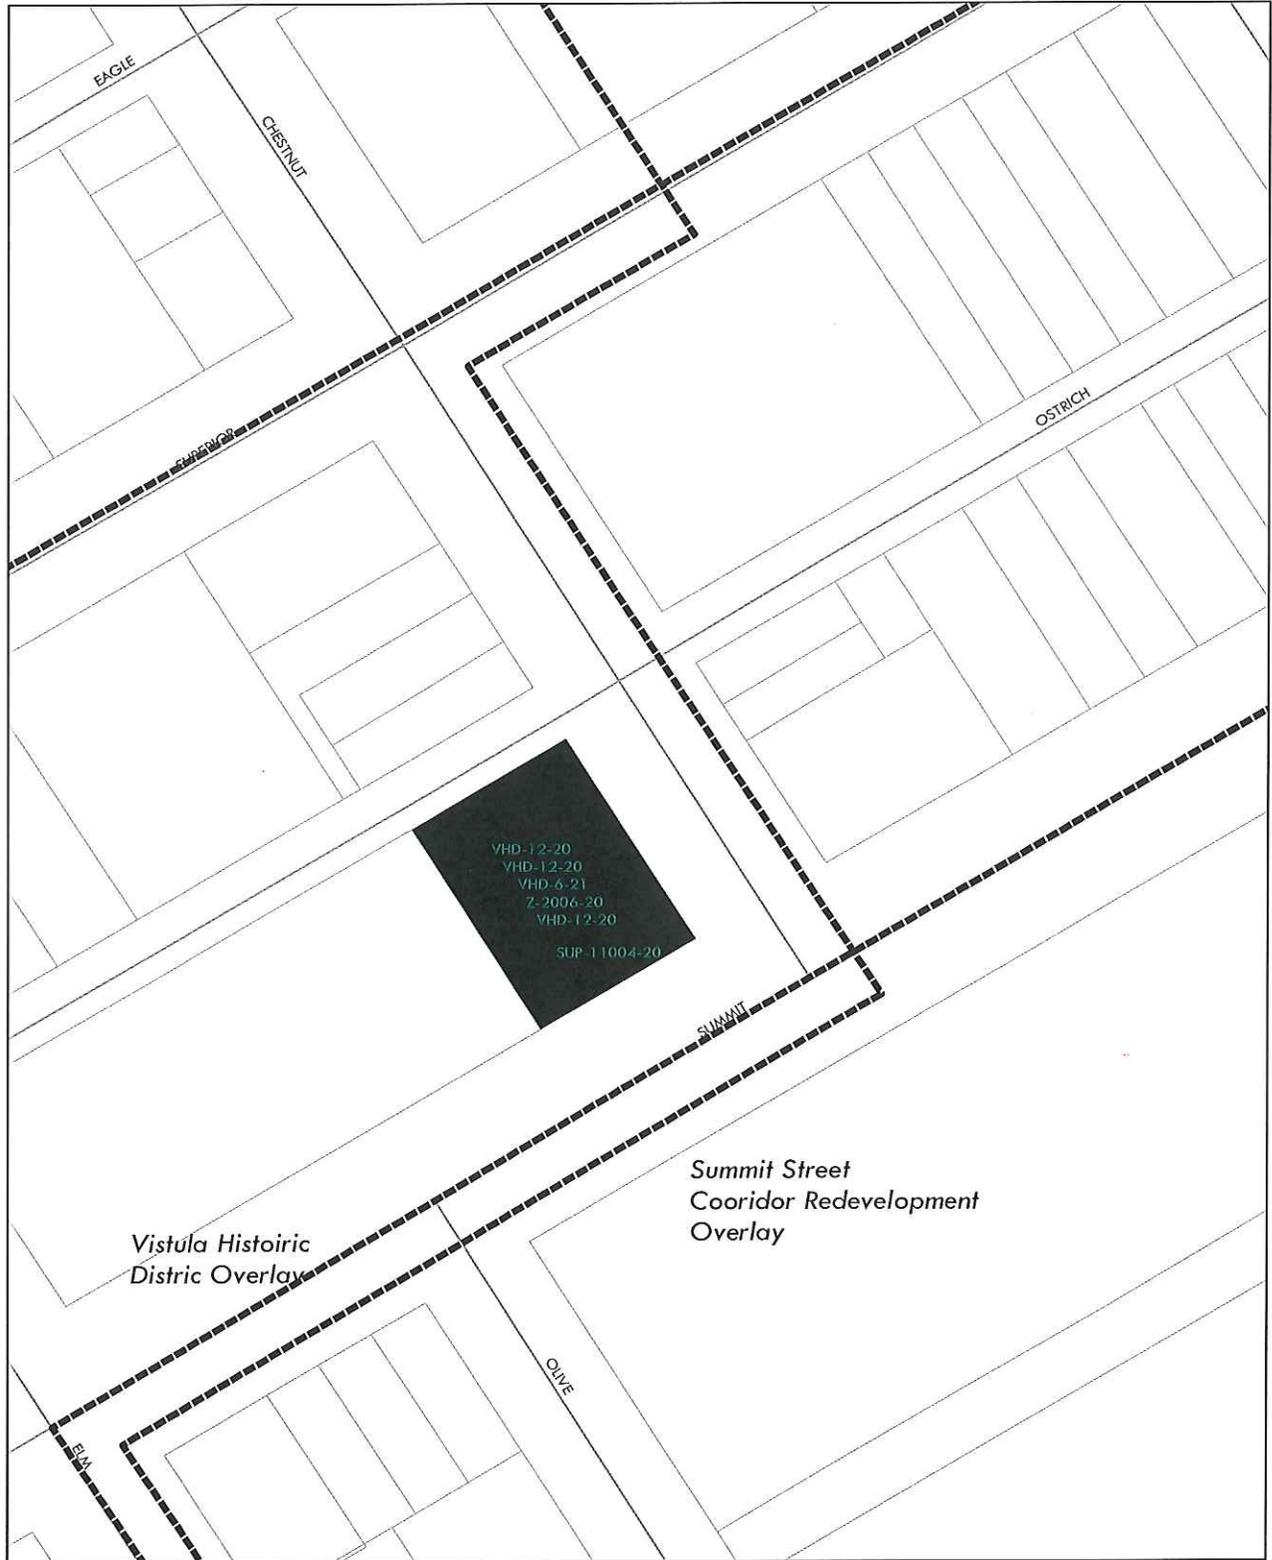 EAGLE
CHESTNUT
SUPERIOR
OSTRICH
VHD-12-20
VHD-12-20
VHD-6-21
Z-2006-20
VHD-12-20
SUP-11004-20
SUMMIT
Summit Street
Cooridor Redevelopment
Overlay
Vistula Histoiric
Distric Overlay
OLIVE
ELM